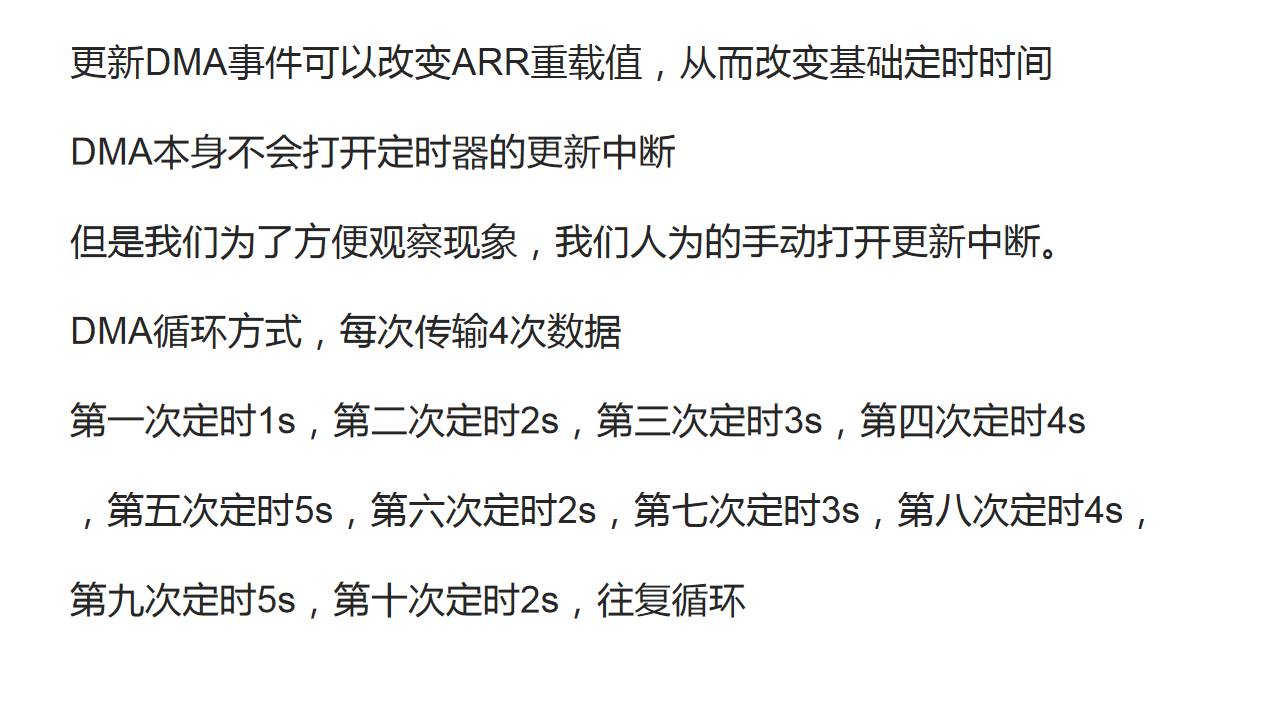 更新DMA事件可以改变ARR重载值，从而改变基础定时时间
DMA本身不会打开定时器的更新中断
但是我们为了方便观察现象，我们人为的手动打开更新中断。
DMA循环方式，每次传输4次数据
第一次定时1s，第二次定时2s，第三次定时3s，第四次定时4s
，第五次定时5s，第六次定时2s，第七次定时3s，第八次定时4s，
第九次定时5s，第十次定时2s，往复循环